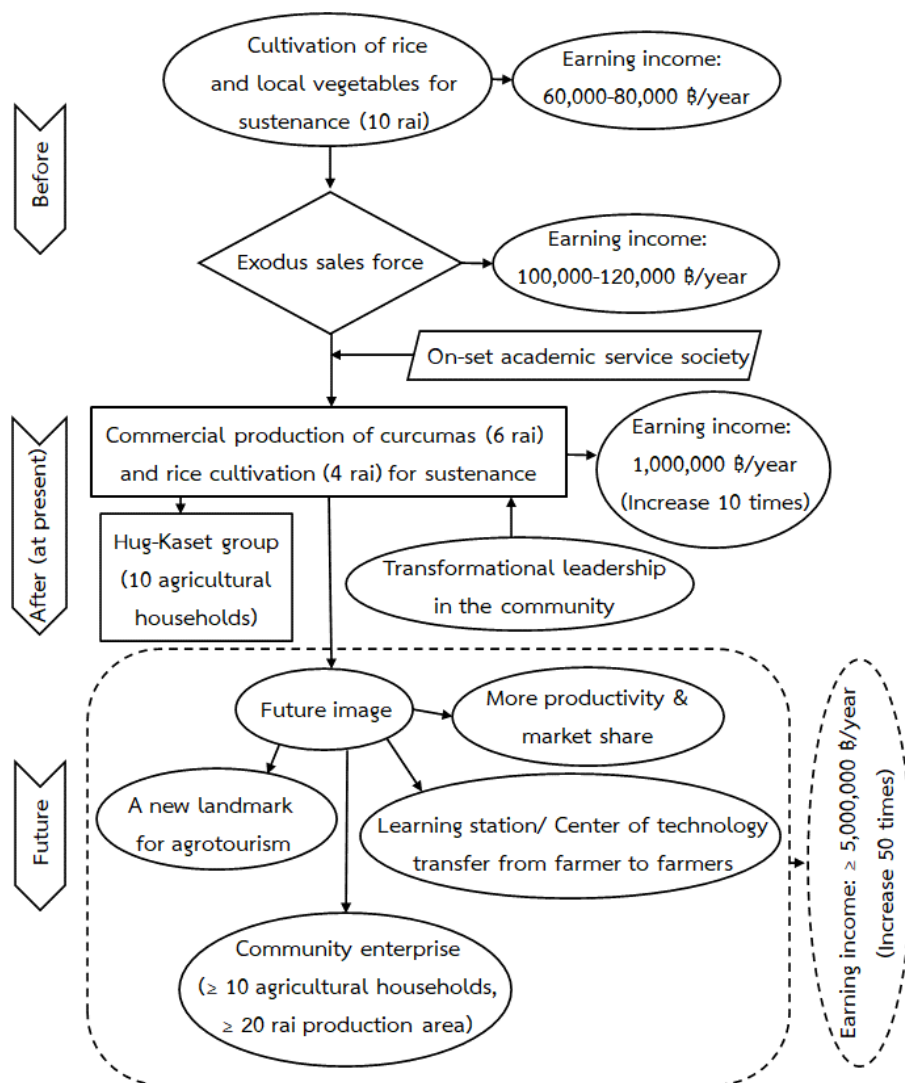 Cultivation of rice
and local vegetables for
sustenance (10 rai)
Earning income:
60,000-80,000 ฿/year
Before
Exodus sales force
Earning income:
100,000-120,000 ฿/year
On-set academic service society
Commercial production of curcumas (6 rai)
and rice cultivation (4 rai) for sustenance
Earning income:
1,000,000 ฿/year
(Increase 10 times)
After (at present)
Hug-Kaset group
(10 agricultural
households)
Transformational leadership
in the community
Future image
More productivity &
market share
Future
A new landmark
for agrotourism
Learning station/ Center of technology
transfer from farmer to farmers
Community enterprise
(≥ 10 agricultural households,
≥ 20 rai production area)
Earning income: ≥ 5,000,000 ฿/year
(Increase 50 times)